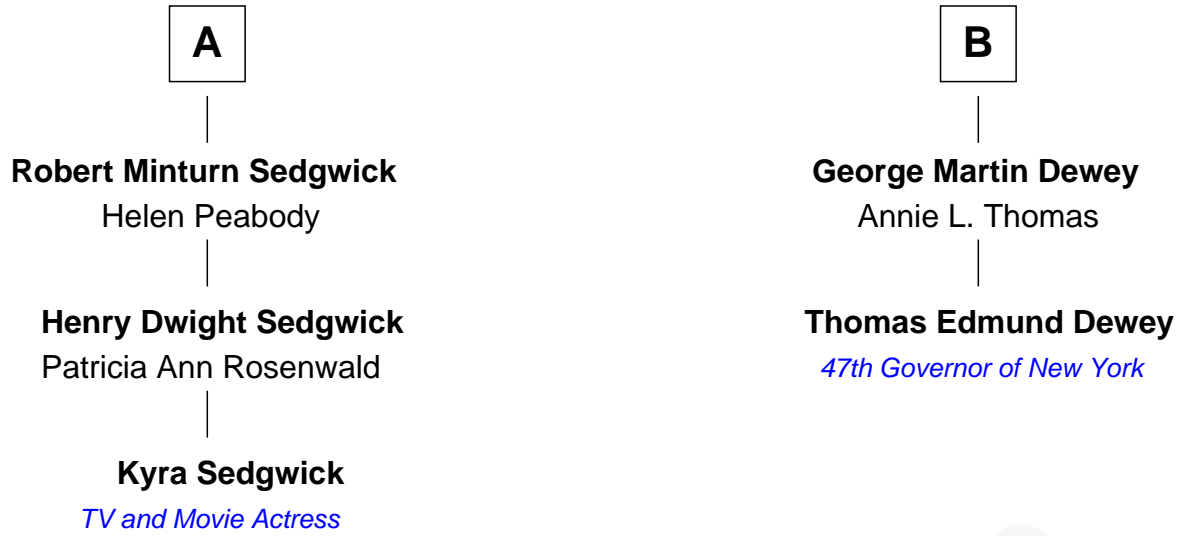 A
Robert Minturn Sedgwick
Helen Peabody
Henry Dwight Sedgwick
Patricia Ann Rosenwald
Kyra Sedgwick
TV and Movie Actress
B
George Martin Dewey
Annie L. Thomas
Thomas Edmund Dewey
47th Governor of New York